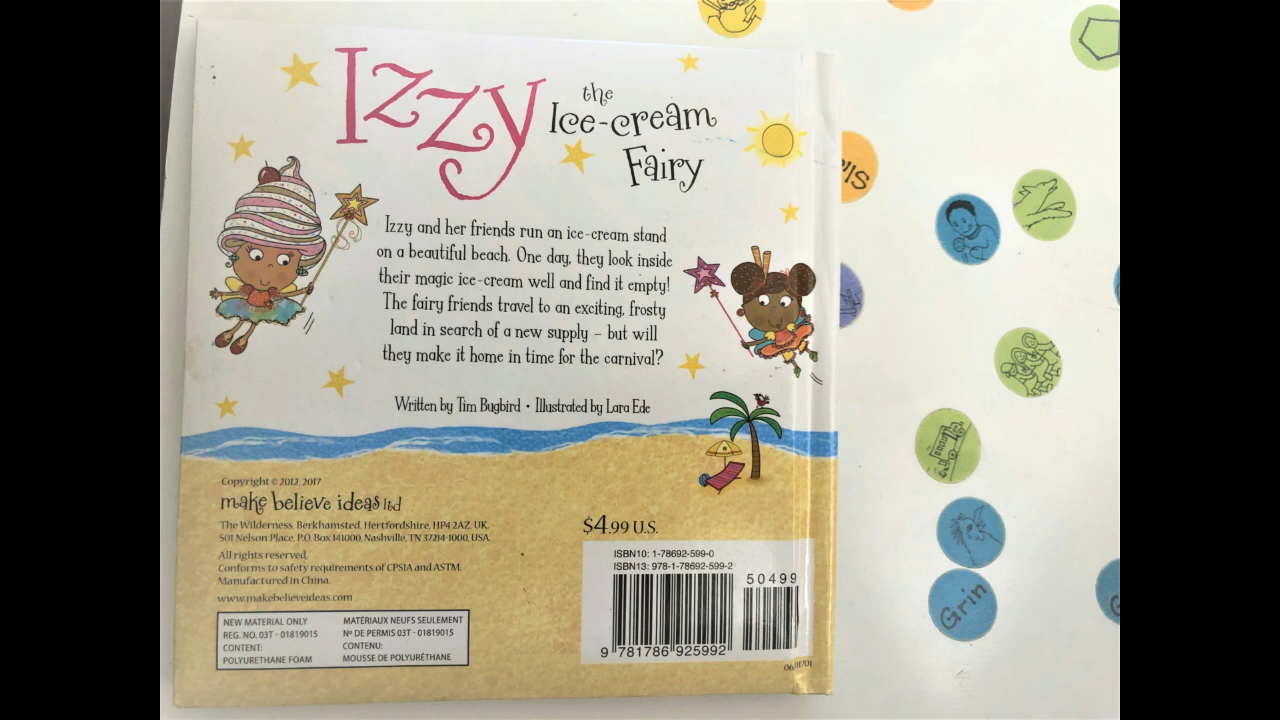 Izzy the
Ice-cream
Fairy
Izzy and her friends run an ice-cream stand
on a beautiful beach. One day, they look inside
their magic ice-cream well and find it empty!
The fairy friends travel to an exciting, frosty
land in search of a new supply – but will
they make it home in time for the carnival?
Written by Tim Bugbird • Illustrated by Lara Ede
Copyright © 2012, 2017
make believe ideas ltd
The Wilderness, Berkhamsted, Hertfordshire, HP4 2AZ, UK.
501 Nelson Place, P.O. Box 141000, Nashville, TN 37214-1000, USA.
All rights reserved.
Conforms to safety requirements of CPSIA and ASTM.
Manufactured in China.
www.makebelieveideas.com
NEW MATERIAL ONLY
REG. NO. 03T - 01819015
CONTENT:
POLYURETHANE FOAM
MATÉRIAUX NEUFS SEULEMENT
Nº DE PERMIS 03T - 01819015
CONTENU:
MOUSSE DE POLYURÉTHANE
$4.99 U.S.
ISBN10: 1-78692-599-0
ISBN13: 978-1-78692-599-2
50499
9 781786 925992
Grin